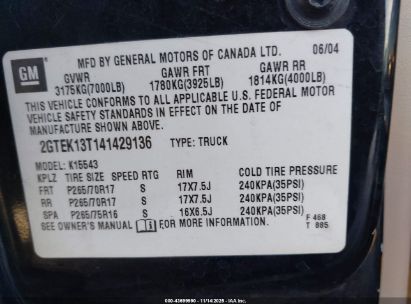 MFD BY GENERAL MOTORS OF CANADA LTD. 06/04
GM
GVWR GAWR FRT GAWR RR
3175KG(7000LB) 1780KG(3925LB) 1814KG(4000LB)
THIS VEHICLE CONFORMS TO ALL APPLICABLE U.S. FEDERAL MOTOR
VEHICLE SAFETY STANDARDS IN EFFECT ON THE DATE OF
MANUFACTURE SHOWN ABOVE.
2GTEK13T141429136 TYPE: TRUCK
MODEL: K15543
KPLZ TIRE SIZE SPEED RTG RIM COLD TIRE PRESSURE
FRT P265/70R17 S 17X7.5J 240KPA(35PSI)
RR P265/70R17 S 17X7.5J 240KPA(35PSI)
SPA P265/75R16 S 16X6.5J 240KPA(35PSI)
SEE OWNER'S MANUAL FOR MORE INFORMATION. F 468
T 885